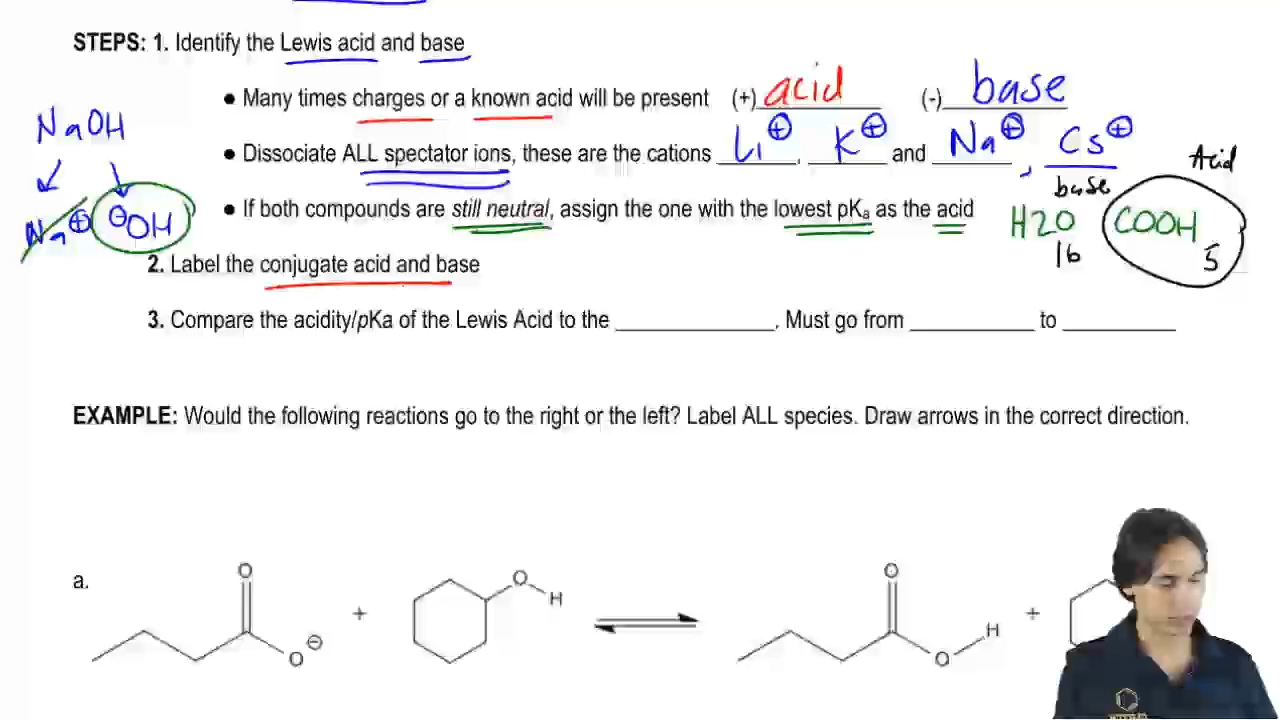 STEPS: 1. Identify the Lewis acid and base
● Many times charges or a known acid will be present (+) acid (-) base
NaOH
● Dissociate ALL spectator ions, these are the cations Li⊕, K⊕ and Na⊕, Cs⊕
Acid
base
● If both compounds are still neutral, assign the one with the lowest pKa as the acid H2O COOH
Na⊕ ⊖OH
16 5
2. Label the conjugate acid and base
3. Compare the acidity/pKa of the Lewis Acid to the ____________. Must go from __________ to _________
EXAMPLE: Would the following reactions go to the right or the left? Label ALL species. Draw arrows in the correct direction.
a.
O O⊖ + O H O O H +